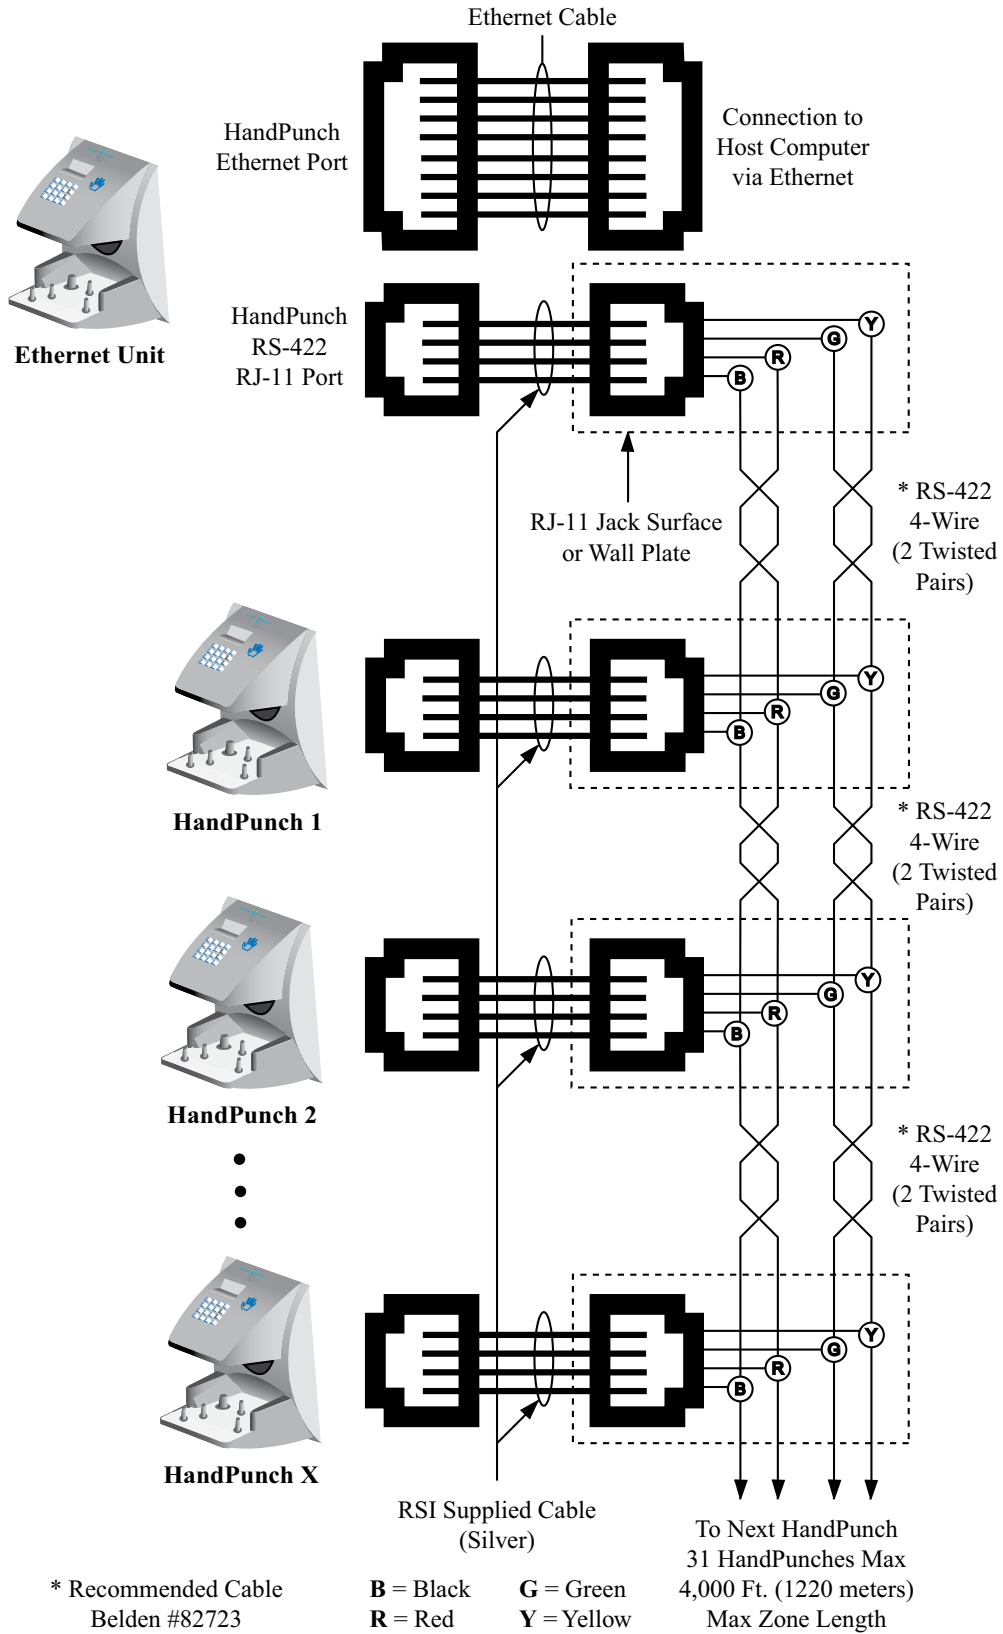 Ethernet Cable
HandPunch
Ethernet Port
Connection to
Host Computer
via Ethernet
Ethernet Unit
HandPunch
RS-422
RJ-11 Port
Y
G
R
B
RJ-11 Jack Surface
or Wall Plate
* RS-422
4-Wire
(2 Twisted
Pairs)
Y
G
R
B
HandPunch 1
* RS-422
4-Wire
(2 Twisted
Pairs)
Y
G
R
B
HandPunch 2
* RS-422
4-Wire
(2 Twisted
Pairs)
Y
G
R
B
HandPunch X
RSI Supplied Cable
(Silver)
To Next HandPunch
31 HandPunches Max
4,000 Ft. (1220 meters)
Max Zone Length
* Recommended Cable
Belden #82723
B = Black
R = Red
G = Green
Y = Yellow